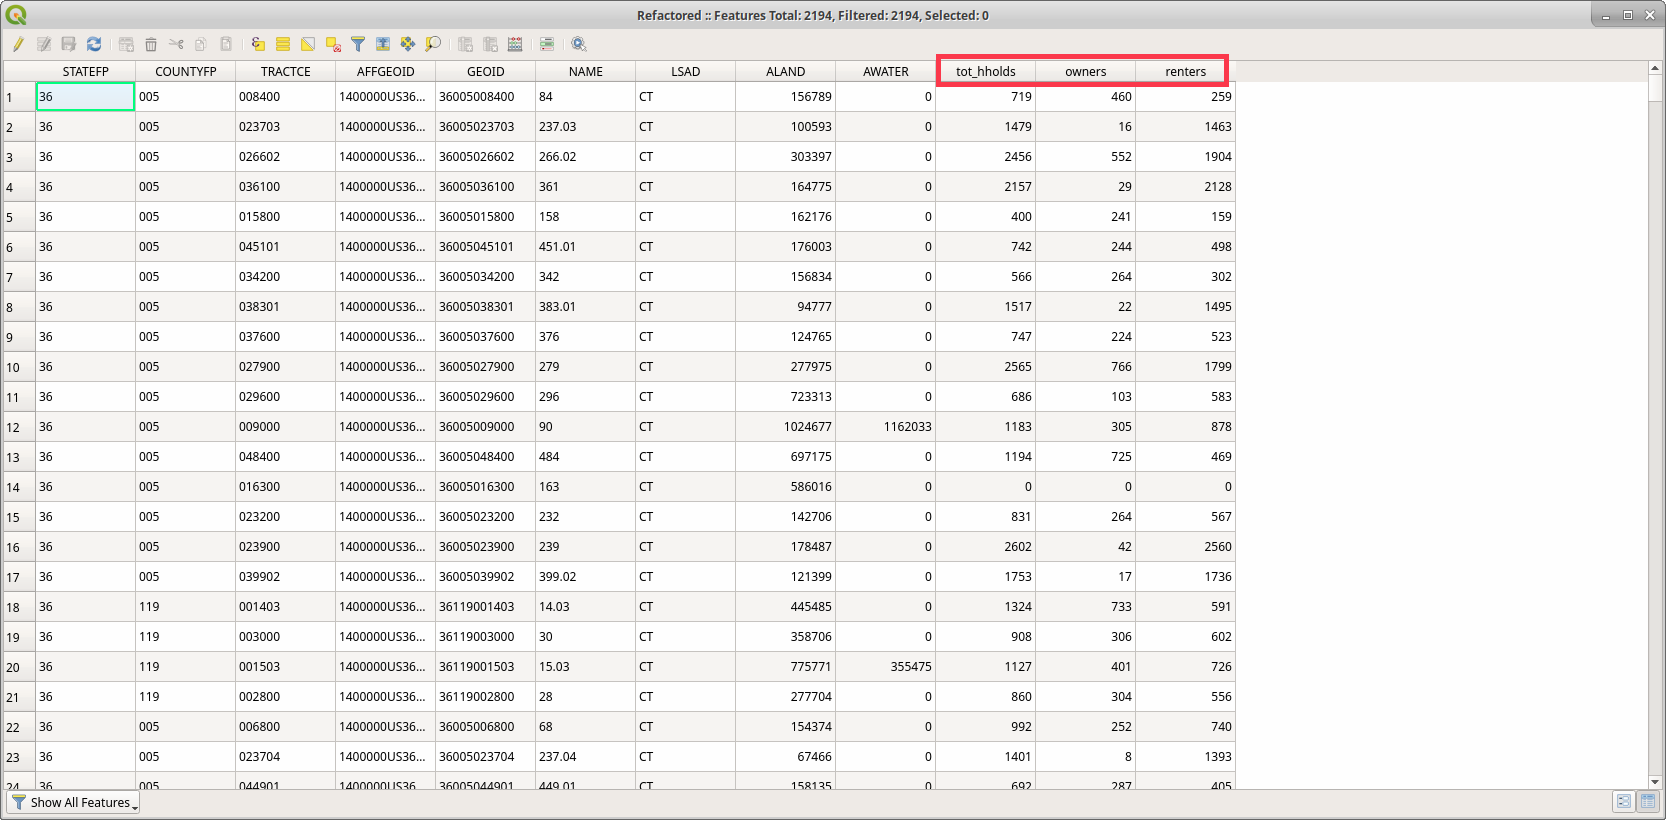 Refactored :: Features Total: 2194, Filtered: 2194, Selected: 0
STATEFP COUNTYFP TRACTCE AFFGEOID GEOID NAME LSAD ALAND AWATER tot_hholds owners renters
1 36 005 008400 1400000US36... 36005008400 84 CT 156789 0 719 460 259
2 36 005 023703 1400000US36... 36005023703 237.03 CT 100593 0 1479 16 1463
3 36 005 026602 1400000US36... 36005026602 266.02 CT 303397 0 2456 552 1904
4 36 005 036100 1400000US36... 36005036100 361 CT 164775 0 2157 29 2128
5 36 005 015800 1400000US36... 36005015800 158 CT 162176 0 400 241 159
6 36 005 045101 1400000US36... 36005045101 451.01 CT 176003 0 742 244 498
7 36 005 034200 1400000US36... 36005034200 342 CT 156834 0 566 264 302
8 36 005 038301 1400000US36... 36005038301 383.01 CT 94777 0 1517 22 1495
9 36 005 037600 1400000US36... 36005037600 376 CT 124765 0 747 224 523
10 36 005 027900 1400000US36... 36005027900 279 CT 277975 0 2565 766 1799
11 36 005 029600 1400000US36... 36005029600 296 CT 723313 0 686 103 583
12 36 005 009000 1400000US36... 36005009000 90 CT 1024677 1162033 1183 305 878
13 36 005 048400 1400000US36... 36005048400 484 CT 697175 0 1194 725 469
14 36 005 016300 1400000US36... 36005016300 163 CT 586016 0 0 0 0
15 36 005 023200 1400000US36... 36005023200 232 CT 142706 0 831 264 567
16 36 005 023900 1400000US36... 36005023900 239 CT 178487 0 2602 42 2560
17 36 005 039902 1400000US36... 36005039902 399.02 CT 121399 0 1753 17 1736
18 36 119 001403 1400000US36... 36119001403 14.03 CT 445485 0 1324 733 591
19 36 119 003000 1400000US36... 36119003000 30 CT 358706 0 908 306 602
20 36 119 001503 1400000US36... 36119001503 15.03 CT 775771 355475 1127 401 726
21 36 119 002800 1400000US36... 36119002800 28 CT 277704 0 860 304 556
22 36 005 006800 1400000US36... 36005006800 68 CT 154374 0 992 252 740
23 36 005 023704 1400000US36... 36005023704 237.04 CT 67466 0 1401 8 1393
24 36 005 044901 1400000US36... 36005044901 449.01 CT 158135 0 692 287 405
Show All Features